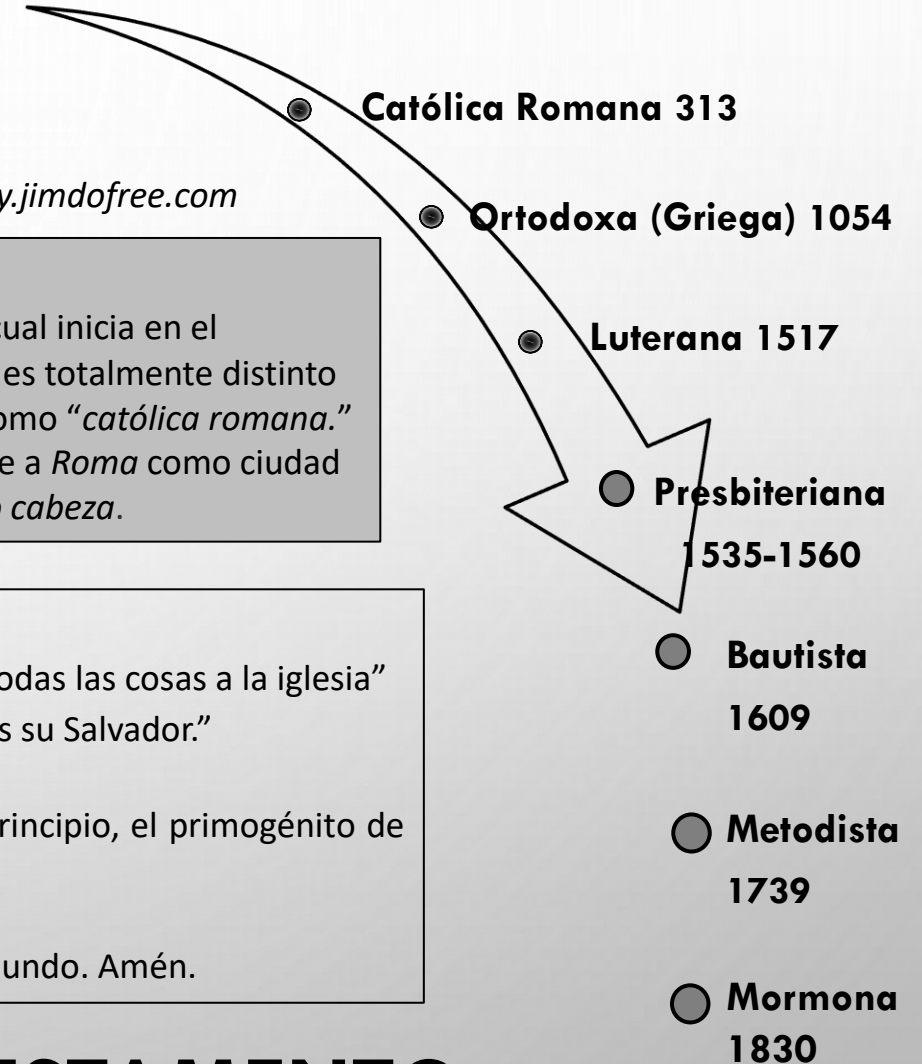 Católica Romana 313
y.jimdofree.com
Ortodoxa (Griega) 1054
cual inicia en el
es totalmente distinto
omo “católica romana.”
e a Roma como ciudad
cabeza.
Luterana 1517
Presbiteriana
1535-1560
odas las cosas a la iglesia”
s su Salvador.”
rincipio, el primogénito de
undo. Amén.
Bautista
1609
Metodista
1739
Mormona
1830